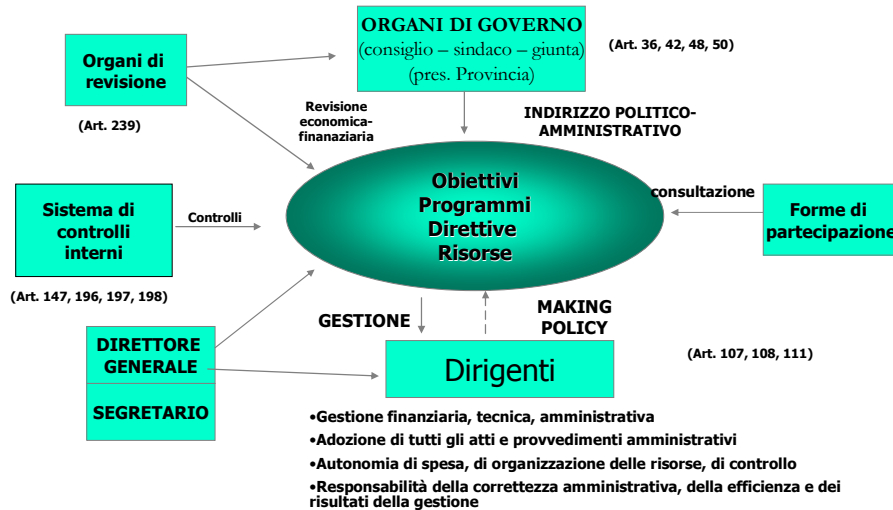 ORGANI DI GOVERNO
(consiglio – sindaco – giunta)
(pres. Provincia)
(Art. 36, 42, 48, 50)
Organi di
revisione
(Art. 239)
Revisione
economica-
finanaziaria
INDIRIZZO POLITICO-
AMMINISTRATIVO
Obiettivi
Programmi
Direttive
Risorse
consultazione
Forme di
partecipazione
Sistema di
controlli
interni
Controlli
(Art. 147, 196, 197, 198)
DIRETTORE
GENERALE
SEGRETARIO
GESTIONE
MAKING
POLICY
Dirigenti
(Art. 107, 108, 111)
•Gestione finanziaria, tecnica, amministrativa
•Adozione di tutti gli atti e provvedimenti amministrativi
•Autonomia di spesa, di organizzazione delle risorse, di controllo
•Responsabilità della correttezza amministrativa, della efficienza e dei
risultati della gestione